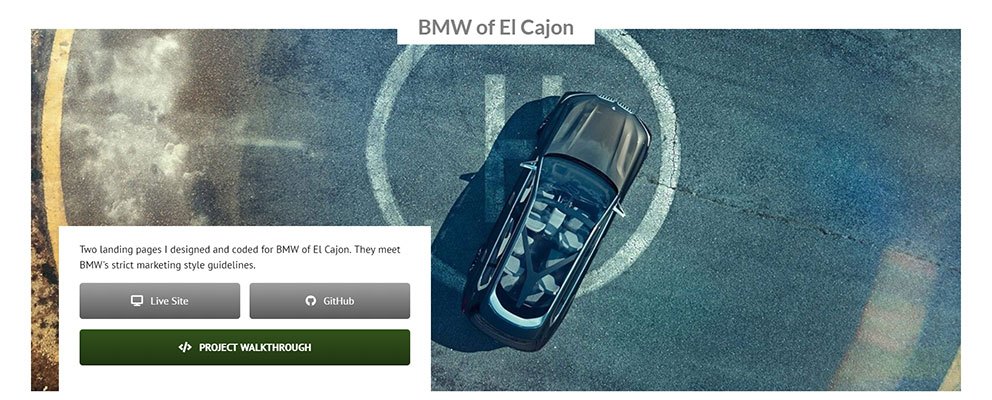 BMW of El Cajon
H
Two landing pages I designed and coded for BMW of El Cajon. They meet
BMW's strict marketing style guidelines.
Live Site
GitHub
PROJECT WALKTHROUGH